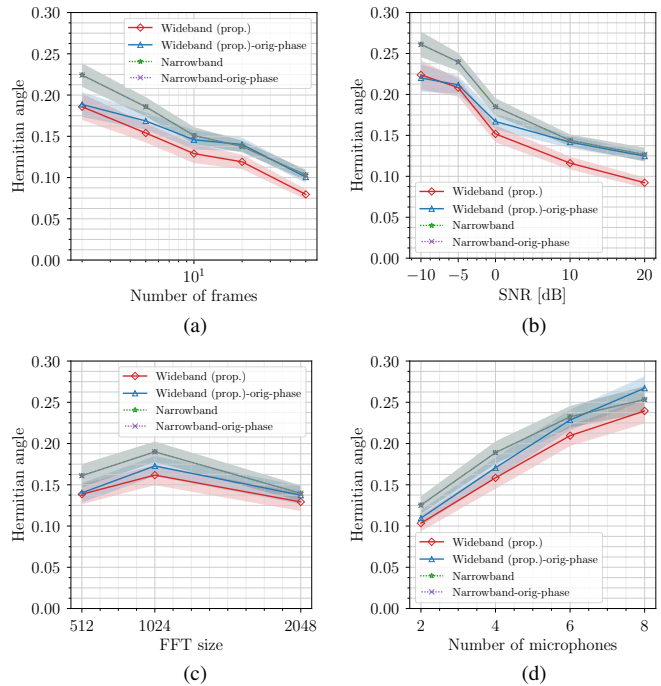 0.30
0.25
0.20
0.15
0.10
0.05
0.00
Hermitian angle
Wideband (prop.)
Wideband (prop.)-orig-phase
Narrowband
Narrowband-orig-phase
10¹
Number of frames
(a)
0.30
0.25
0.20
0.15
0.10
0.05
0.00
Hermitian angle
Wideband (prop.)
Wideband (prop.)-orig-phase
Narrowband
Narrowband-orig-phase
−10 −5 0 10 20
SNR [dB]
(b)
0.30
0.25
0.20
0.15
0.10
0.05
0.00
Hermitian angle
Wideband (prop.)
Wideband (prop.)-orig-phase
Narrowband
Narrowband-orig-phase
512 1024 2048
FFT size
(c)
0.30
0.25
0.20
0.15
0.10
0.05
0.00
Hermitian angle
Wideband (prop.)
Wideband (prop.)-orig-phase
Narrowband
Narrowband-orig-phase
2 4 6 8
Number of microphones
(d)